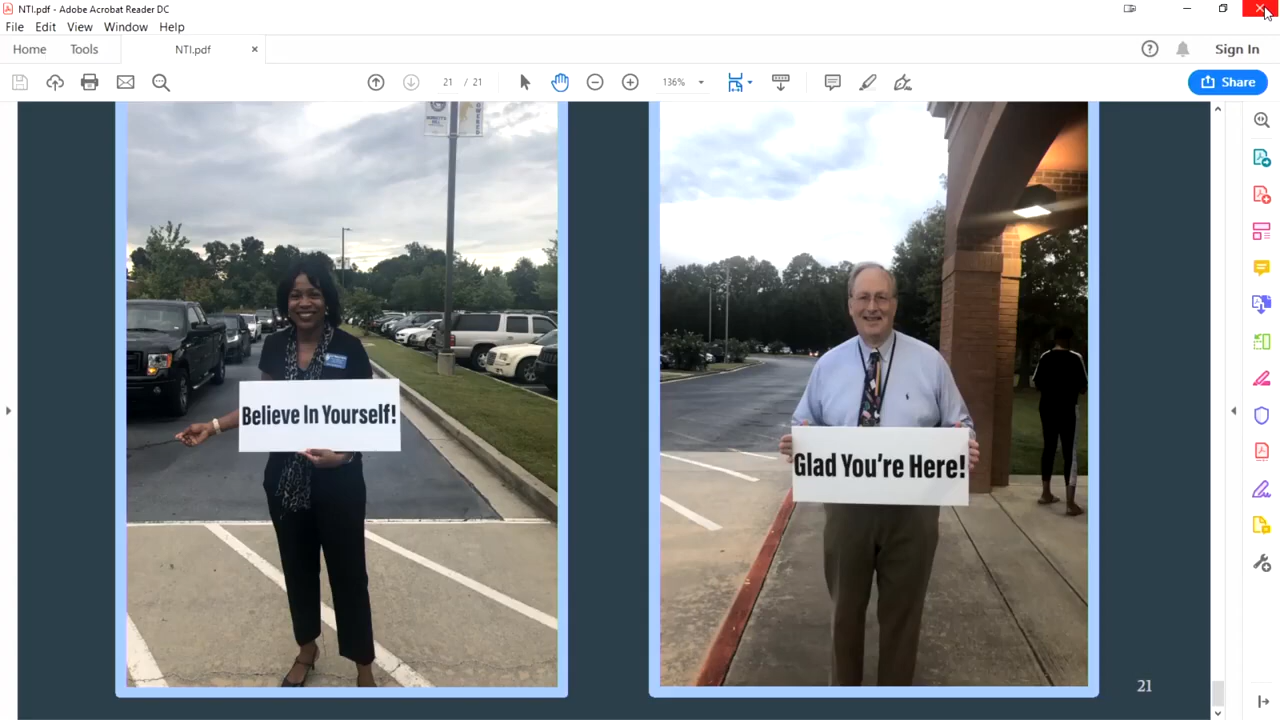 NTI.pdf - Adobe Acrobat Reader DC
File Edit View Window Help
Home Tools NTI.pdf × Sign In
21 / 21 136% Share
Believe In Yourself!
Glad You're Here!
21